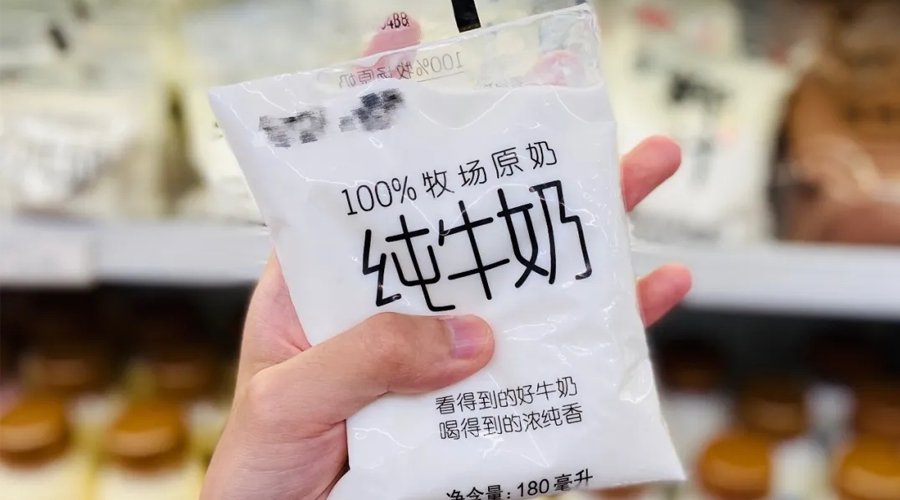 100%牧场原奶
纯牛奶
看得到的好牛奶
喝得到的浓纯香
净含量:180毫升